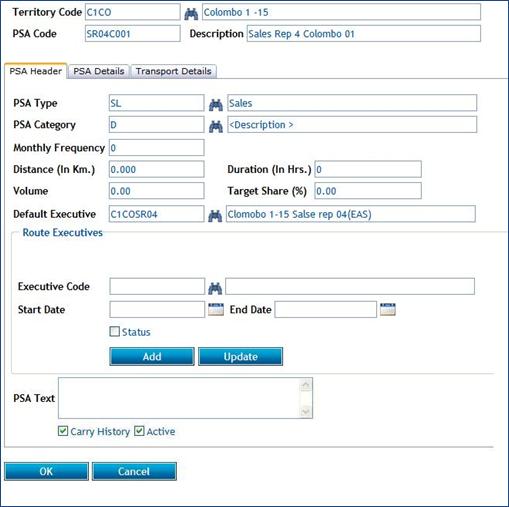 Territory Code C1CO Colombo 1 -15
PSA Code SR04C001 Description Sales Rep 4 Colombo 01
PSA Header PSA Details Transport Details
PSA Type SL Sales
PSA Category D <Description >
Monthly Frequency 0
Distance (In Km.) 0.000 Duration (In Hrs.) 0
Volume 0.00 Target Share (%) 0.00
Default Executive C1COSR04 Clomobo 1-15 Salse rep 04(EAS)
Route Executives
Executive Code
Start Date End Date
Status
Add Update
PSA Text
Carry History Active
OK Cancel